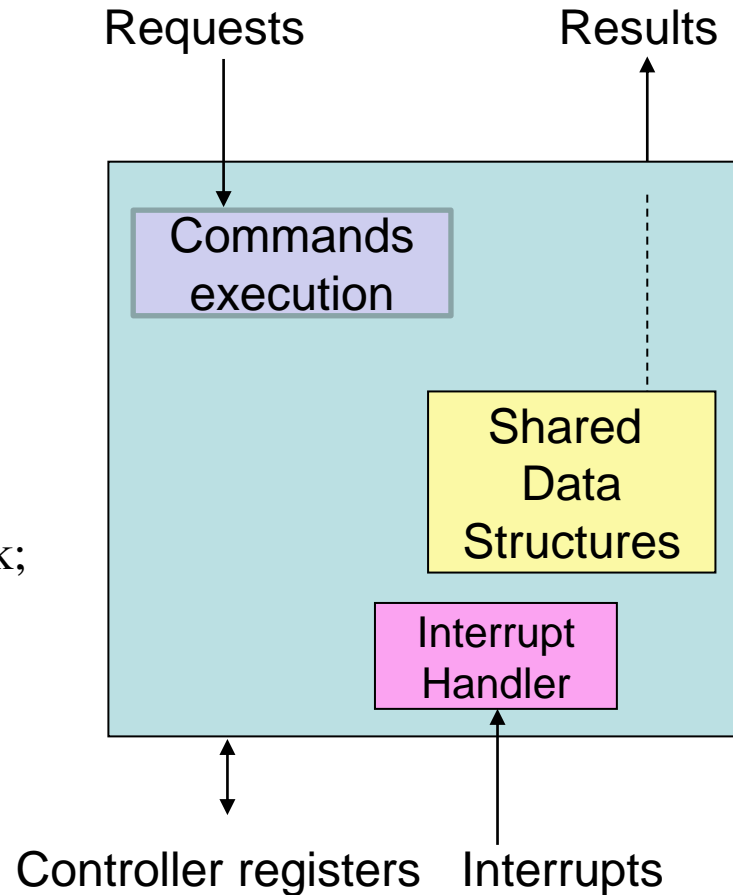 Requests
Results
Commands
execution
Shared
Data
Structures
k;
Interrupt
Handler
Controller registers
Interrupts